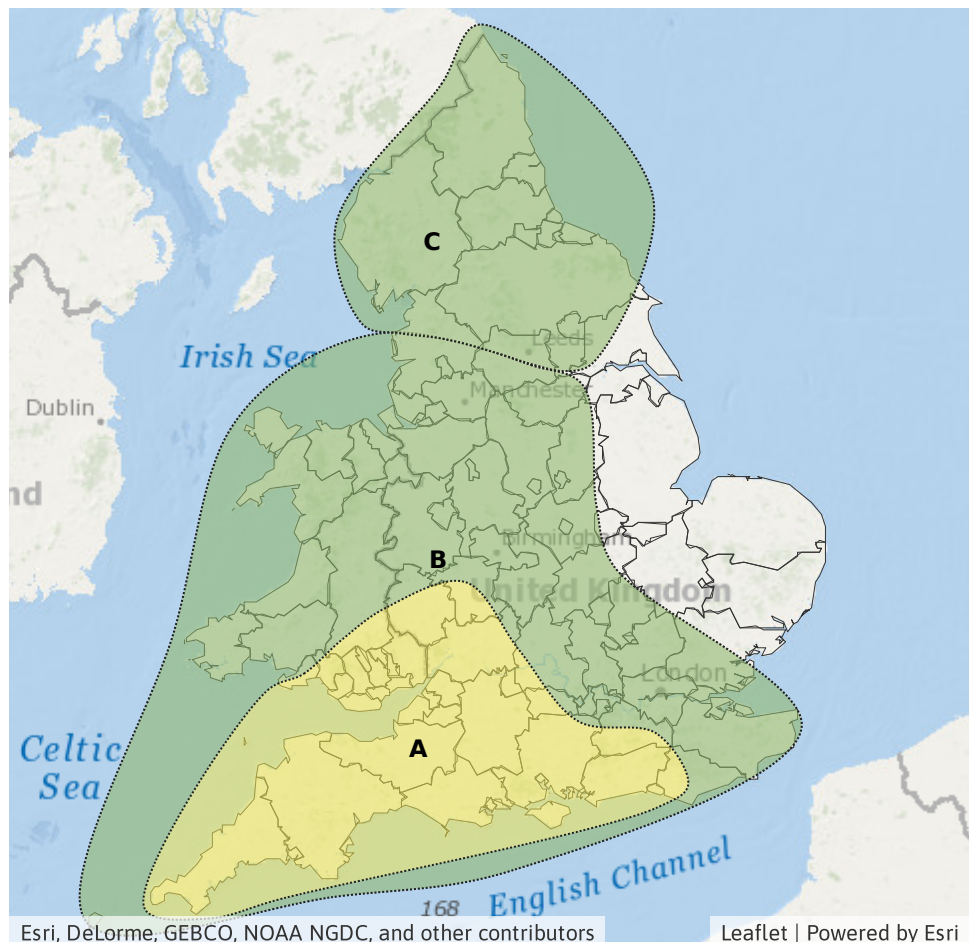 C
Irish Sea
Leeds
Manchester
Dublin
nd
Birmingham
B
United Kingdom
London
Celtic
Sea
A
English Channel
168
Esri, DeLorme, GEBCO, NOAA NGDC, and other contributors
Leaflet | Powered by Esri